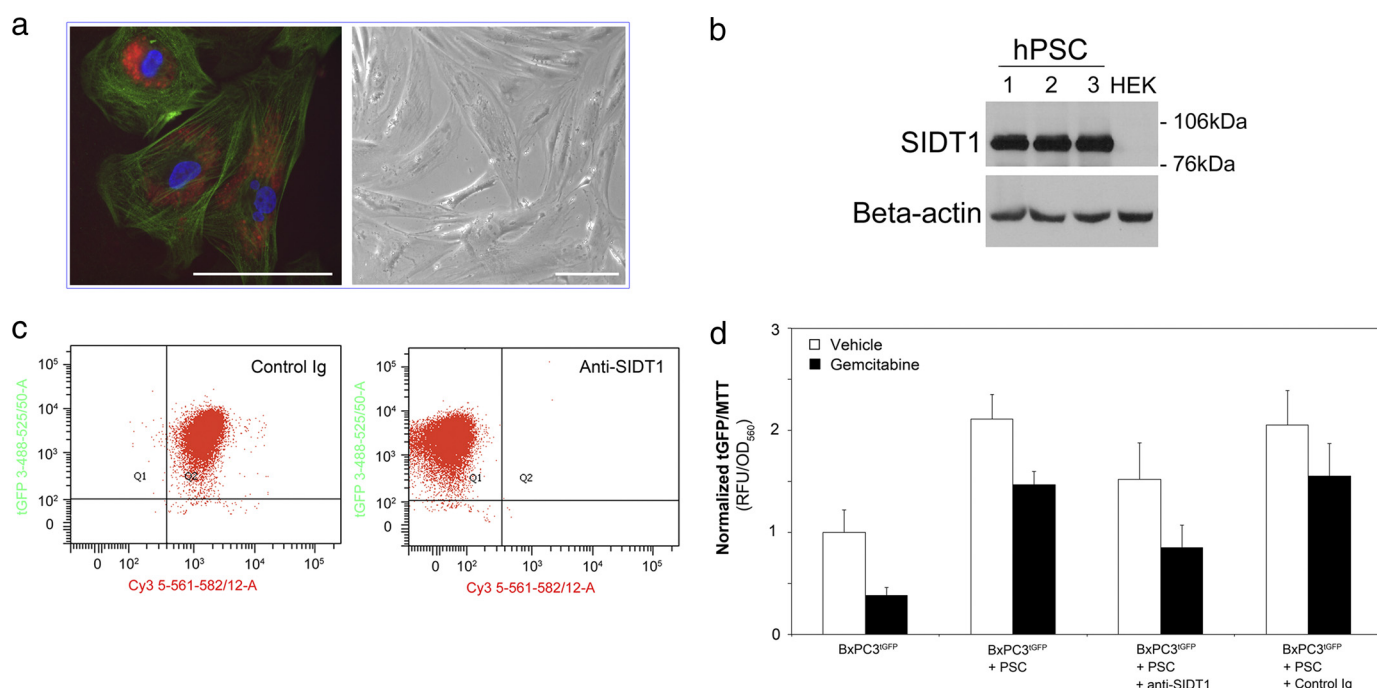 a
b
hPSC
1 2 3 HEK
SIDT1
- 106kDa
- 76kDa
Beta-actin
c
Control Ig
tGFP 3-488-525/50-A
10⁵
10⁴
10³
10²
0
Q1
Q2
0 10³ 10⁴ 10⁵
Cy3 5-561-582/12-A
Anti-SIDT1
tGFP 3-488-525/50-A
10⁵
10⁴
10³
10²
0
Q1
Q2
0 10² 10³ 10⁴ 10⁵
Cy3 5-561-582/12-A
d
Vehicle
Gemcitabine
Normalized tGFP/MTT
(RFU/OD₅₆₀)
3
2
1
0
BxPC3ᵗᴳᶠᴾ
BxPC3ᵗᴳᶠᴾ
+ PSC
BxPC3ᵗᴳᶠᴾ
+ PSC
+ anti-SIDT1
BxPC3ᵗᴳᶠᴾ
+ PSC
+ Control Ig